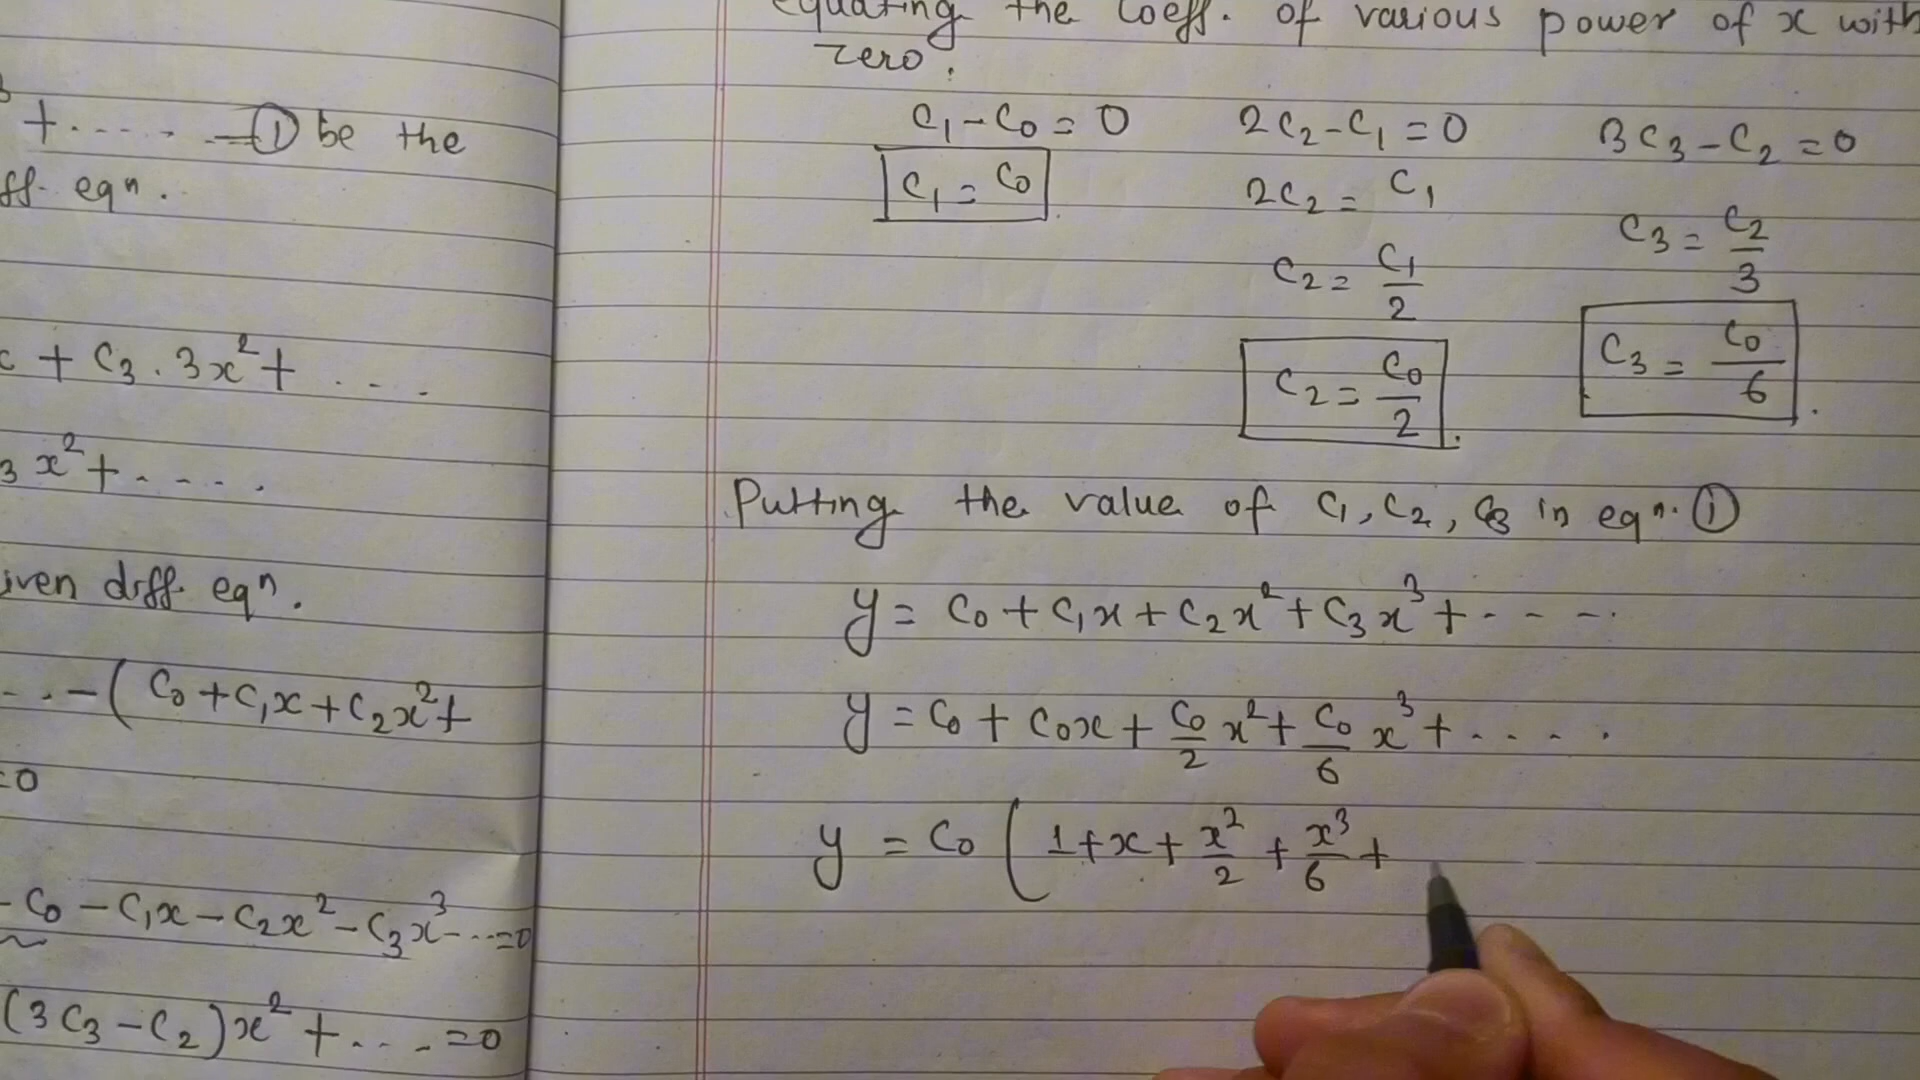 + ..... — ① be the
eqn.
+ C3 . 3x² + ....
3 x² + .....
diff. eqn.
.. - ( C0 + C1x + C2x² +
=0
- C0 - C1x - C2x² - C3x³ - ... = 0
(3C3 - C2)x² + .... = 0
equating the Coeff. of various power of x with
zero.
C1 - C0 = 0   2C2 - C1 = 0   3C3 - C2 = 0
C1 = C0   2C2 = C1   C3 = C2/3
C2 = C1/2
C2 = C0/2   C3 = C0/6 .
Putting the value of C1, C2, C3 in eqn. ①
y = C0 + C1x + C2x² + C3x³ + - - - .
y = C0 + C0x + C0/2 x² + C0/6 x³ + .....
y = C0 ( 1 + x + x²/2 + x³/6 +